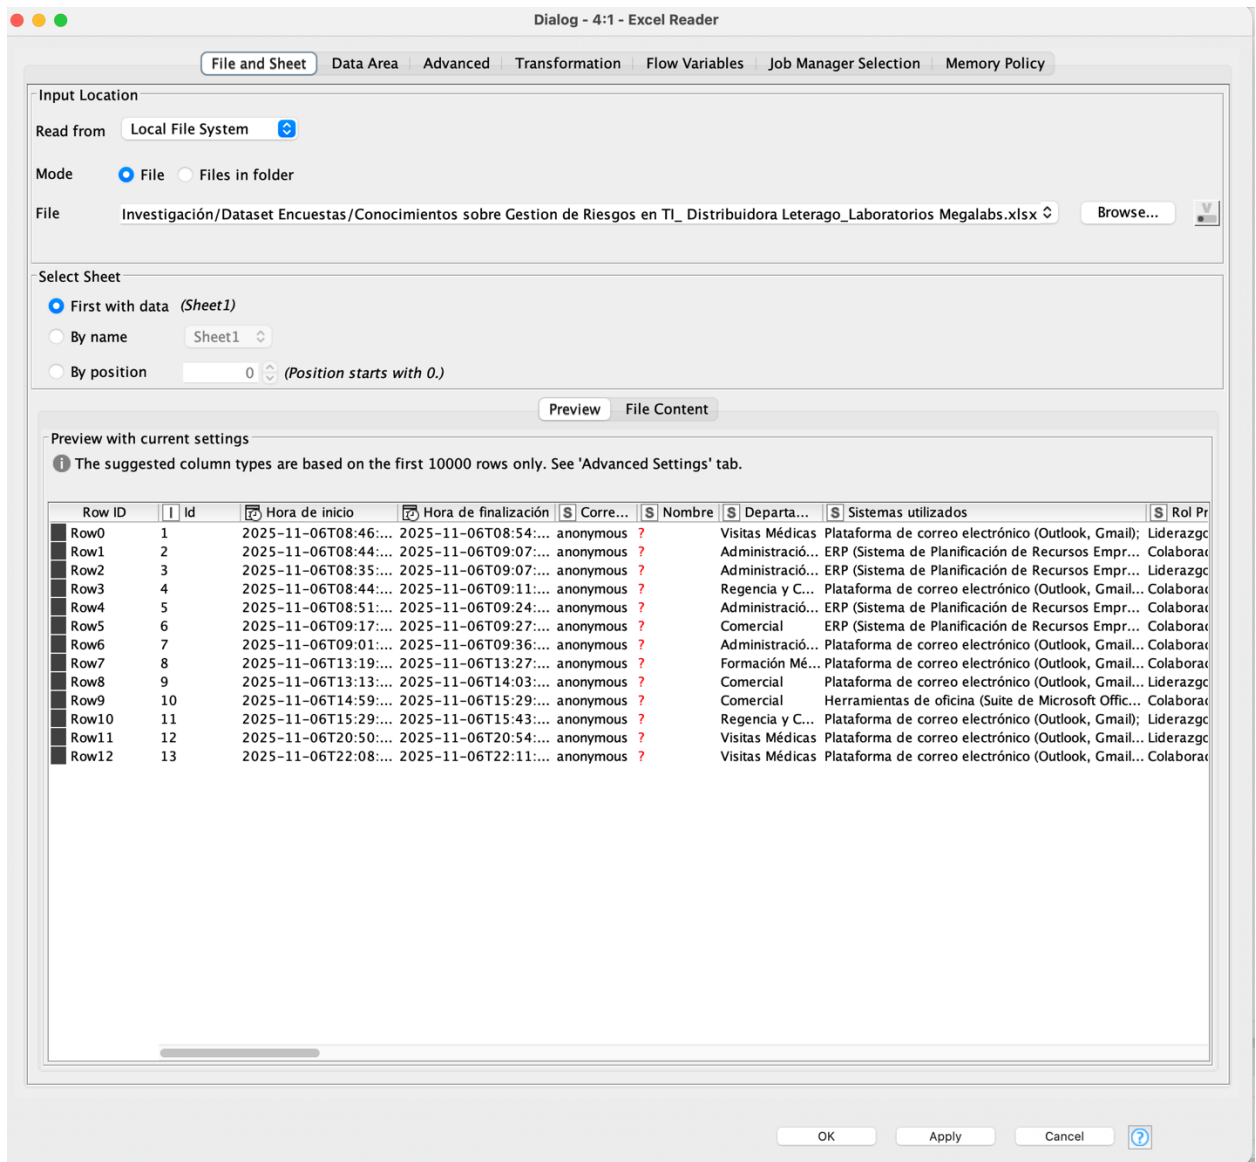 Dialog - 4:1 - Excel Reader
File and Sheet Data Area Advanced Transformation Flow Variables Job Manager Selection Memory Policy
Input Location
Read from Local File System
Mode File Files in folder
File Investigación/Dataset Encuestas/Conocimientos sobre Gestion de Riesgos en TI_ Distribuidora Leterago_Laboratorios Megalabs.xlsx Browse... V
Select Sheet
First with data (Sheet1)
By name Sheet1
By position 0 (Position starts with 0.)
Preview File Content
Preview with current settings
i The suggested column types are based on the first 10000 rows only. See 'Advanced Settings' tab.
Row ID I Id Hora de inicio Hora de finalización S Corre... S Nombre S Departa... S Sistemas utilizados S Rol Pr
Row0 1 2025-11-06T08:46:... 2025-11-06T08:54:... anonymous ? Visitas Médicas Plataforma de correo electrónico (Outlook, Gmail); Liderazgo
Row1 2 2025-11-06T08:44:... 2025-11-06T09:07:... anonymous ? Administració... ERP (Sistema de Planificación de Recursos Empr... Colaborac
Row2 3 2025-11-06T08:35:... 2025-11-06T09:07:... anonymous ? Administració... ERP (Sistema de Planificación de Recursos Empr... Liderazgo
Row3 4 2025-11-06T08:44:... 2025-11-06T09:11:... anonymous ? Regencia y C... Plataforma de correo electrónico (Outlook, Gmail... Colaborac
Row4 5 2025-11-06T08:51:... 2025-11-06T09:24:... anonymous ? Administració... ERP (Sistema de Planificación de Recursos Empr... Colaborac
Row5 6 2025-11-06T09:17:... 2025-11-06T09:27:... anonymous ? Comercial ERP (Sistema de Planificación de Recursos Empr... Colaborac
Row6 7 2025-11-06T09:01:... 2025-11-06T09:36:... anonymous ? Administració... Plataforma de correo electrónico (Outlook, Gmail... Colaborac
Row7 8 2025-11-06T13:19:... 2025-11-06T13:27:... anonymous ? Formación Mé... Plataforma de correo electrónico (Outlook, Gmail... Colaborac
Row8 9 2025-11-06T13:13:... 2025-11-06T14:03:... anonymous ? Comercial Plataforma de correo electrónico (Outlook, Gmail... Liderazgo
Row9 10 2025-11-06T14:59:... 2025-11-06T15:29:... anonymous ? Comercial Herramientas de oficina (Suite de Microsoft Offic... Colaborac
Row10 11 2025-11-06T15:29:... 2025-11-06T15:43:... anonymous ? Regencia y C... Plataforma de correo electrónico (Outlook, Gmail); Liderazgo
Row11 12 2025-11-06T20:50:... 2025-11-06T20:54:... anonymous ? Visitas Médicas Plataforma de correo electrónico (Outlook, Gmail... Liderazgo
Row12 13 2025-11-06T22:08:... 2025-11-06T22:11:... anonymous ? Visitas Médicas Plataforma de correo electrónico (Outlook, Gmail... Colaborac
OK Apply Cancel ?